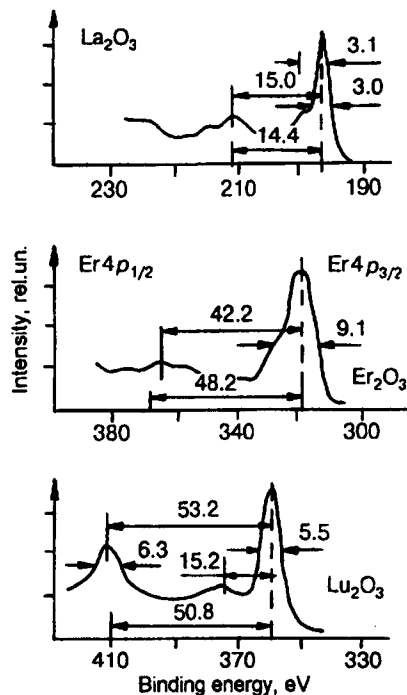 La₂O₃
3.1
15.0
3.0
14.4
230 210 190
Er4p₁/₂ Er4p₃/₂
42.2
9.1
Er₂O₃
48.2
380 340 300
53.2
6.3 5.5
15.2
Lu₂O₃
50.8
410 370 330
Binding energy, eV
Intensity, rel.un.